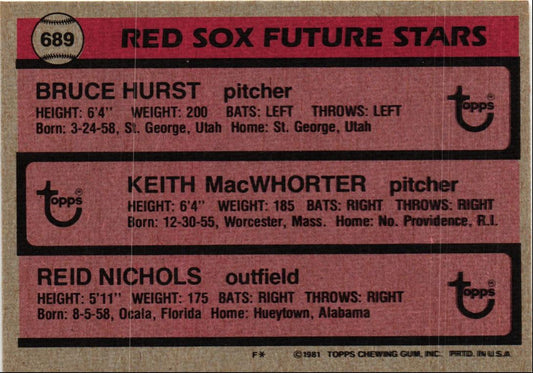 689
RED SOX FUTURE STARS
BRUCE HURST pitcher
HEIGHT: 6'4" WEIGHT: 200 BATS: LEFT THROWS: LEFT
Born: 3-24-58, St. George, Utah Home: St. George, Utah
Topps®
KEITH MacWHORTER pitcher
HEIGHT: 6'4" WEIGHT: 185 BATS: RIGHT THROWS: RIGHT
Born: 12-30-55, Worcester, Mass. Home: No. Providence, R.I.
Topps®
REID NICHOLS outfield
HEIGHT: 5'11" WEIGHT: 175 BATS: RIGHT THROWS: RIGHT
Born: 8-5-58, Ocala, Florida Home: Hueytown, Alabama
Topps®
F* ©1981 TOPPS CHEWING GUM, INC. PRTD. IN U.S.A